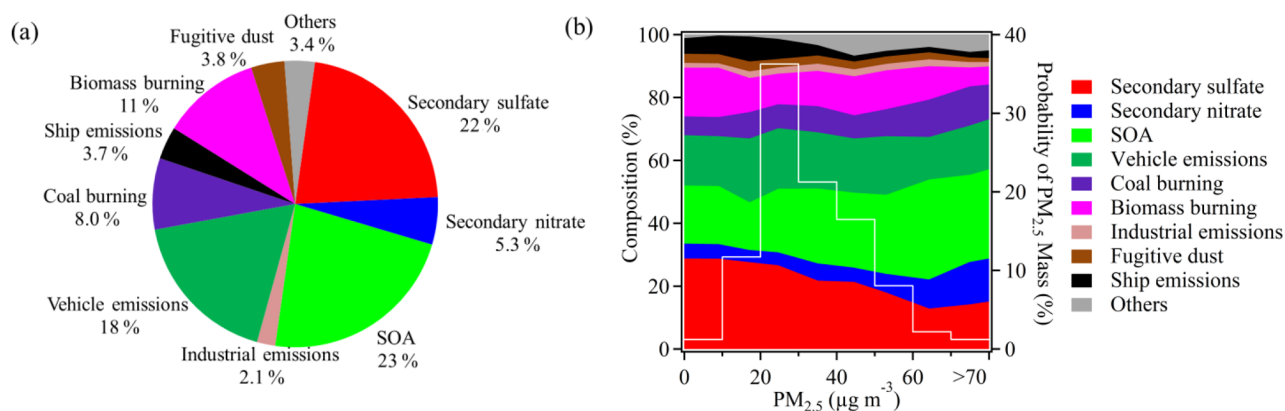 (a)
Others
3.4 %
Fugitive dust
3.8 %
Biomass burning
11 %
Ship emissions
3.7 %
Coal burning
8.0 %
Vehicle emissions
18 %
Industrial emissions
2.1 %
SOA
23 %
Secondary nitrate
5.3 %
Secondary sulfate
22 %
(b)
Composition (%)
100
80
60
40
20
0
0
20
40
60
>70
PM2.5 (µg m⁻³)
40
30
20
10
0
Probability of PM2.5 Mass (%)
Secondary sulfate
Secondary nitrate
SOA
Vehicle emissions
Coal burning
Biomass burning
Industrial emissions
Fugitive dust
Ship emissions
Others